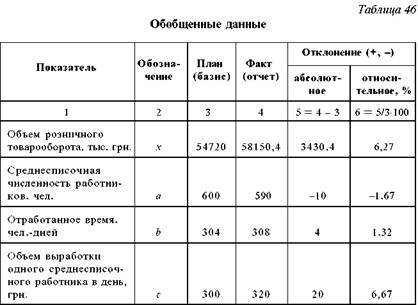 Таблица 46
Обобщенные данные
Показатель
Обозна-
чение
План
(базис)
Факт
(отчет)
Отклонение (+, –)
абсолют-
ное
относи-
тельное, %
1
2
3
4
5 = 4 – 3
6 = 5/3·100
Объем розничного
товарооборота, тыс. грн.
x
54720
58150,4
3430,4
6,27
Среднесписочная
численность работни-
ков, чел.
a
600
590
–10
–1.67
Отработанное время,
чел.-дней
b
304
308
4
1.32
Объем выработки
одного среднесписоч-
ного работника в день,
грн.
c
300
320
20
6,67